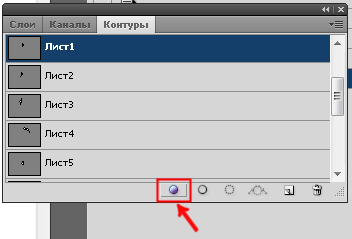 Слои Каналы Контуры
Лист1
Лист2
Лист3
Лист4
Лист5